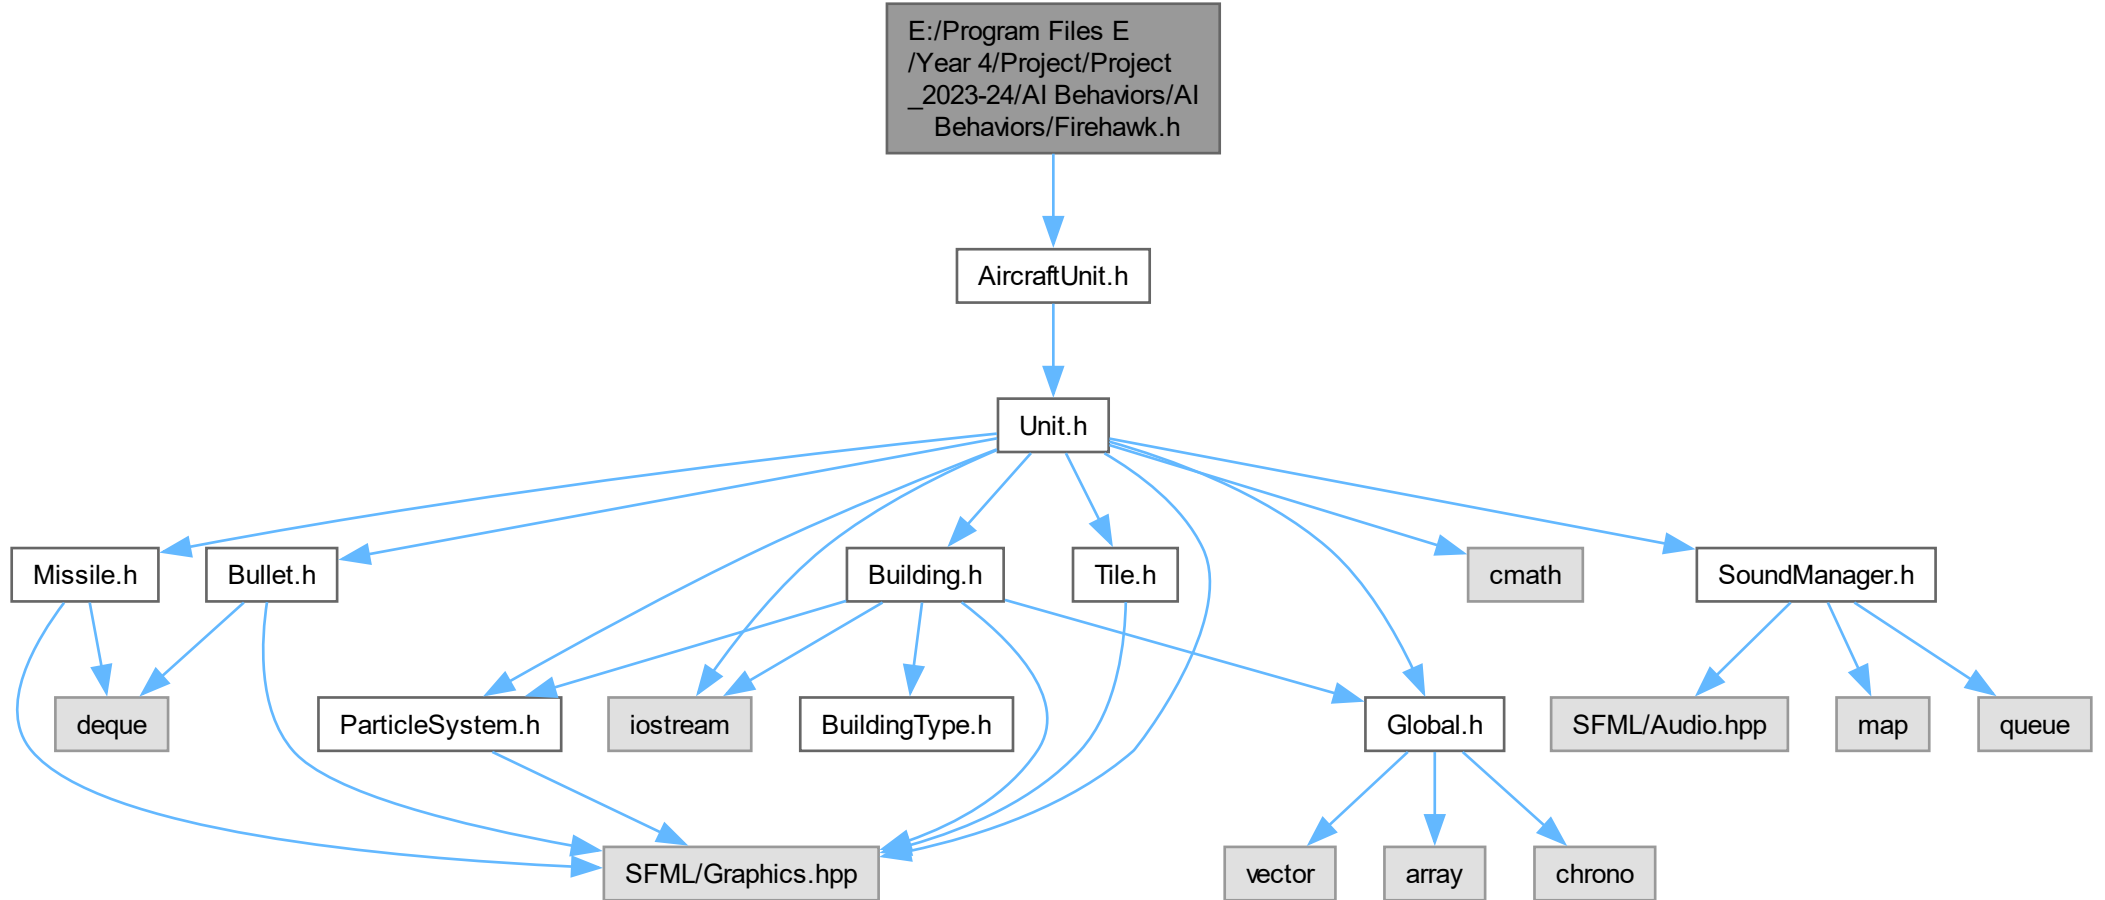 E:/Program Files E
/Year 4/Project/Project
_2023-24/AI Behaviors/AI
Behaviors/Firehawk.h
AircraftUnit.h
Unit.h
Missile.h
Bullet.h
Building.h
Tile.h
cmath
SoundManager.h
deque
ParticleSystem.h
iostream
BuildingType.h
Global.h
SFML/Audio.hpp
map
queue
SFML/Graphics.hpp
vector
array
chrono